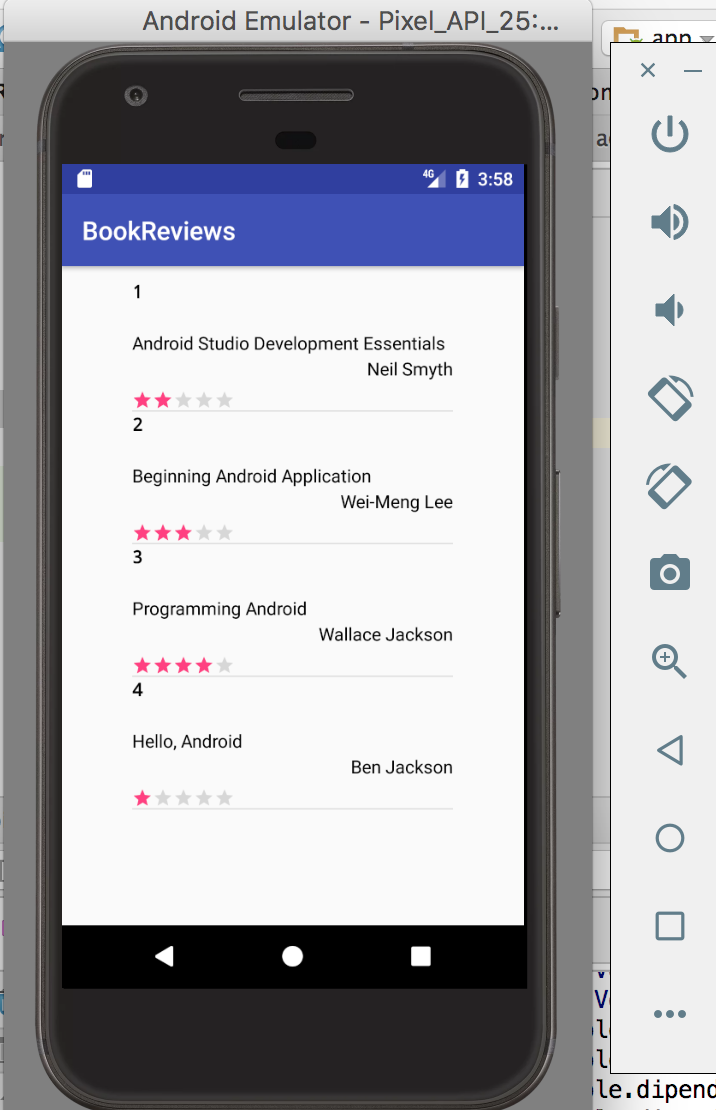 Android Emulator - Pixel_API_25:...
app
4G
3:58
BookReviews
1
Android Studio Development Essentials
Neil Smyth
2
Beginning Android Application
Wei-Meng Lee
3
Programming Android
Wallace Jackson
4
Hello, Android
Ben Jackson
le.dipend